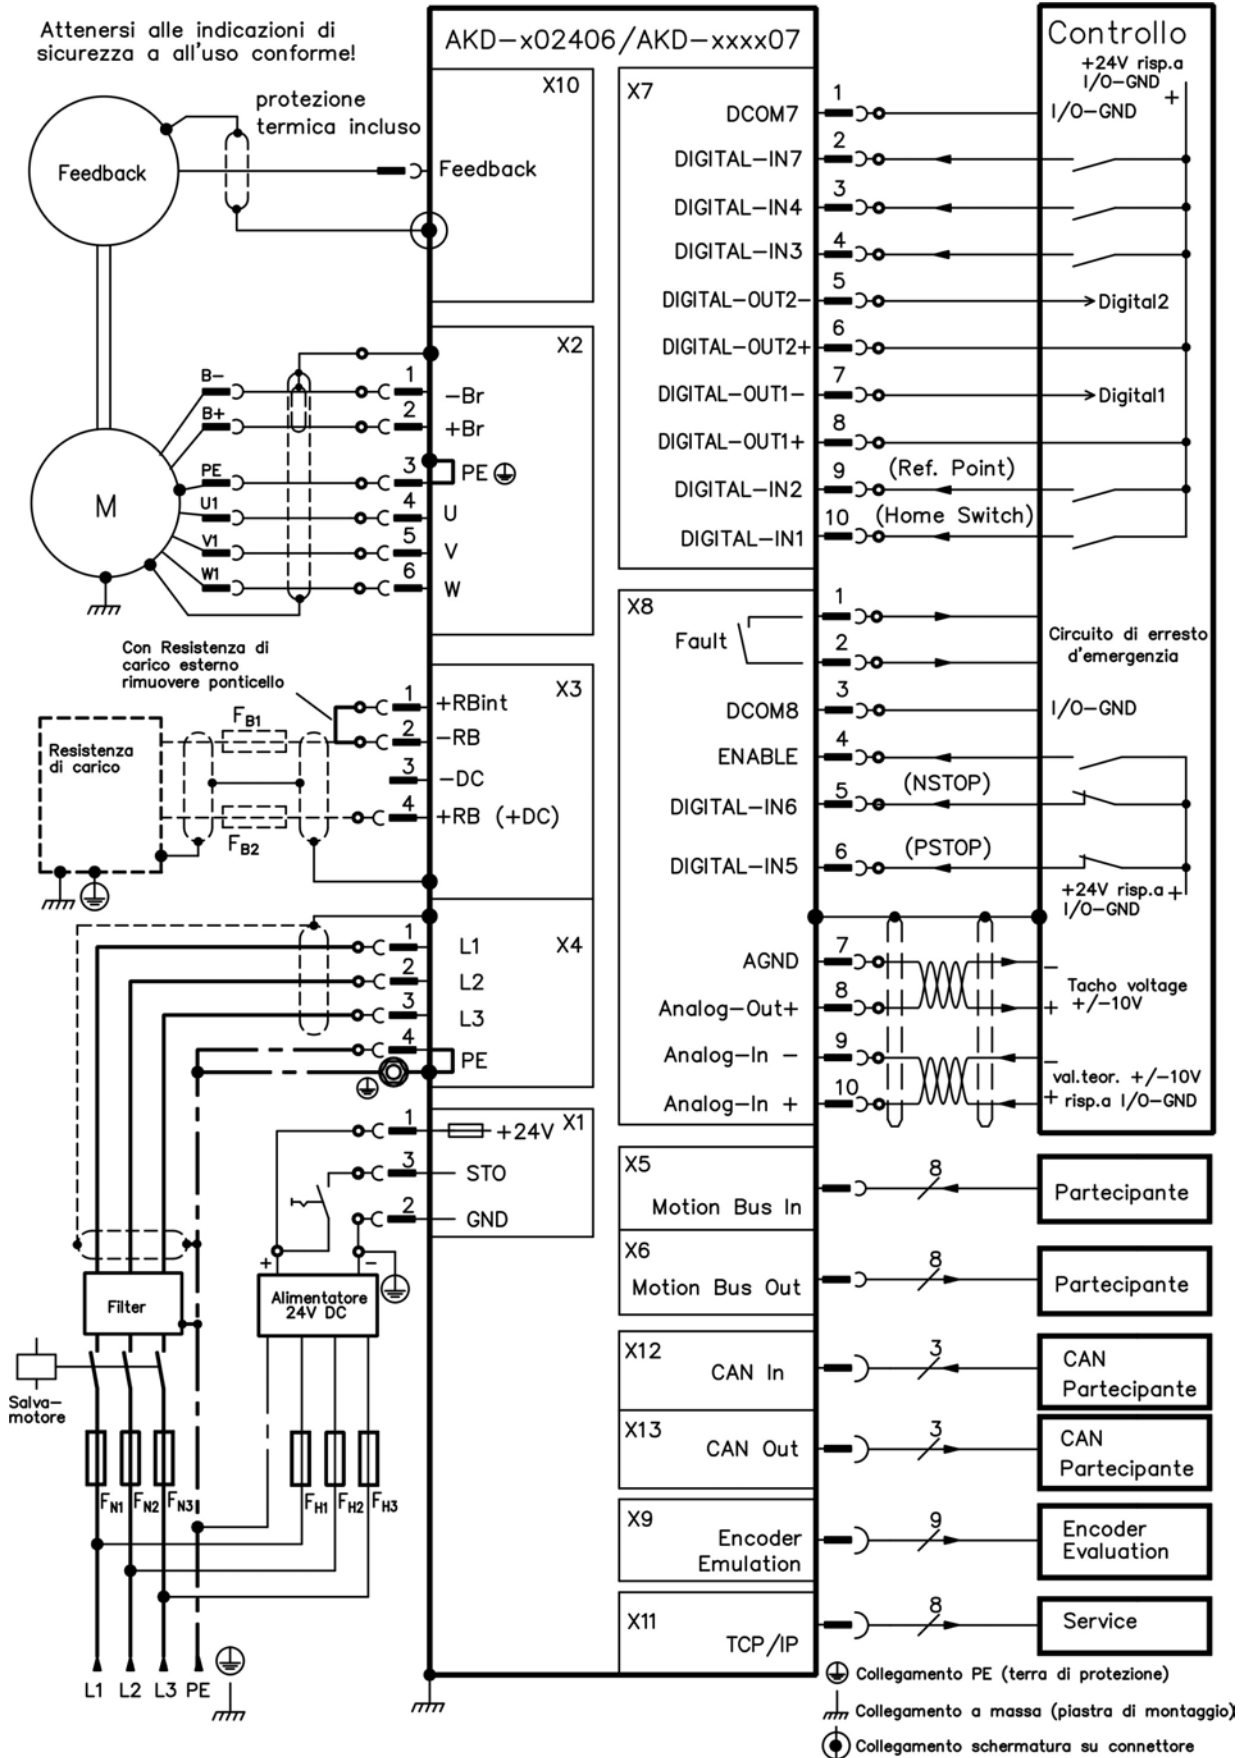 Attenersi alle indicazioni di
sicurezza a all'uso conforme!
AKD-x02406/AKD-xxxx07
Controllo
+24V risp.a
I/O-GND
+
I/O-GND
X10
protezione
termica incluso
Feedback
Feedback
X7
DCOM7
1
DIGITAL-IN7
2
DIGITAL-IN4
3
DIGITAL-IN3
4
DIGITAL-OUT2-
5
Digital2
DIGITAL-OUT2+
6
DIGITAL-OUT1-
7
Digital1
DIGITAL-OUT1+
8
DIGITAL-IN2
9
(Ref. Point)
DIGITAL-IN1
10
(Home Switch)
X2
B-
1
-Br
B+
2
+Br
PE
3
PE
M
U1
4
U
V1
5
V
W1
6
W
X8
Fault
1
2
Circuito di erresto
d'emergenzia
DCOM8
3
I/O-GND
ENABLE
4
DIGITAL-IN6
5
(NSTOP)
DIGITAL-IN5
6
(PSTOP)
+24V risp.a +
I/O-GND
AGND
7
-
Tacho voltage
+/-10V
Analog-Out+
8
+
Analog-In -
9
-
val.teor. +/-10V
Analog-In +
10
+
risp.a I/O-GND
Con Resistenza di
carico esterno
rimuovere ponticello
X3
1
+RBint
FB1
2
-RB
Resistenza
di carico
3
-DC
4
+RB (+DC)
FB2
X4
1
L1
2
L2
3
L3
4
PE
X1
1
+24V
3
STO
2
GND
+
-
Alimentatore
24V DC
Filter
Salva-
motore
FN1
FN2
FN3
FH1
FH2
FH3
L1 L2 L3 PE
X5
Motion Bus In
8
Partecipante
X6
Motion Bus Out
8
Partecipante
X12
CAN In
3
CAN
Partecipante
X13
CAN Out
3
CAN
Partecipante
X9
Encoder
Emulation
9
Encoder
Evaluation
X11
TCP/IP
8
Service
Collegamento PE (terra di protezione)
Collegamento a massa (piastra di montaggio)
Collegamento schermatura su connettore